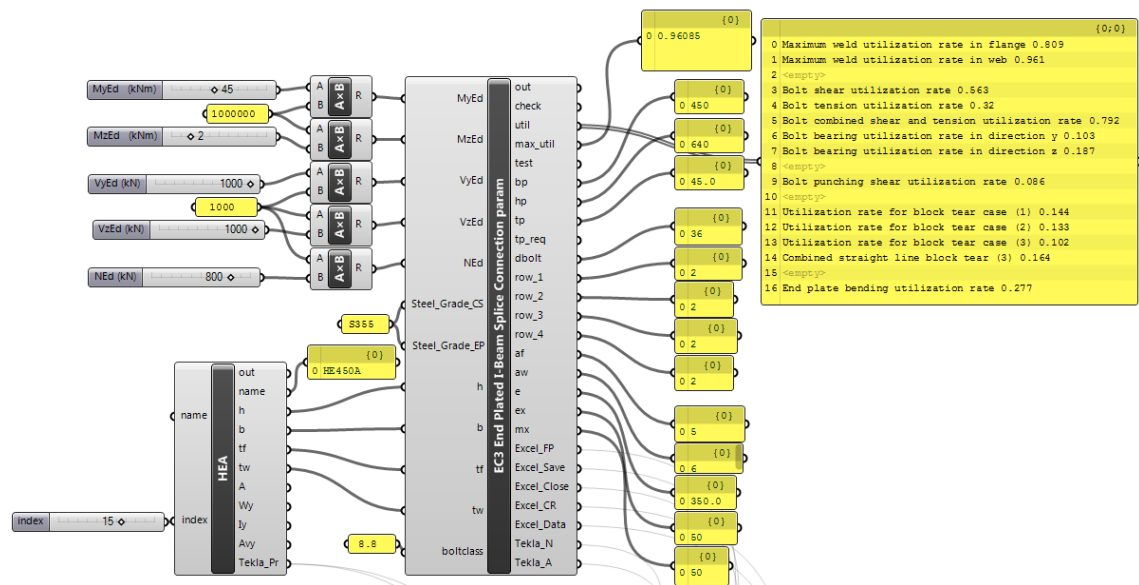 MyEd (kNm) 45
1000000
MzEd (kNm) 2
VyEd (kN) 1000
1000
VzEd (kN) 1000
NEd (kN) 800
A
B
A×B
R
A
B
A×B
R
A
B
A×B
R
A
B
A×B
R
A
B
A×B
R
S355
{0}
0 HE450A
8.8
index 15
name
index
HEA
out
name
h
b
tf
tw
A
Wy
Iy
Avy
Tekla_Pr
MyEd
MzEd
VyEd
VzEd
NEd
Steel_Grade_CS
Steel_Grade_EP
h
b
tf
tw
boltclass
EC3 End Plated I-Beam Splice Connection param
out
check
util
max_util
test
bp
hp
tp
tp_req
dbolt
row_1
row_2
row_3
row_4
af
aw
e
ex
mx
Excel_FP
Excel_Save
Excel_Close
Excel_CR
Excel_Data
Tekla_N
Tekla_A
{0}
0 0.96085
{0}
0 450
{0}
0 640
{0}
0 45.0
{0}
0 36
{0}
0 2
{0}
0 2
{0}
0 2
{0}
0 2
{0}
0 5
{0}
0 6
{0}
0 350.0
{0}
0 50
{0}
0 50
{0;0}
0 Maximum weld utilization rate in flange 0.809
1 Maximum weld utilization rate in web 0.961
2 <empty>
3 Bolt shear utilization rate 0.563
4 Bolt tension utilization rate 0.32
5 Bolt combined shear and tension utilization rate 0.792
6 Bolt bearing utilization rate in direction y 0.103
7 Bolt bearing utilization rate in direction z 0.187
8 <empty>
9 Bolt punching shear utilization rate 0.086
10 <empty>
11 Utilization rate for block tear case (1) 0.144
12 Utilization rate for block tear case (2) 0.133
13 Utilization rate for block tear case (3) 0.102
14 Combined straight line block tear (3) 0.164
15 <empty>
16 End plate bending utilization rate 0.277